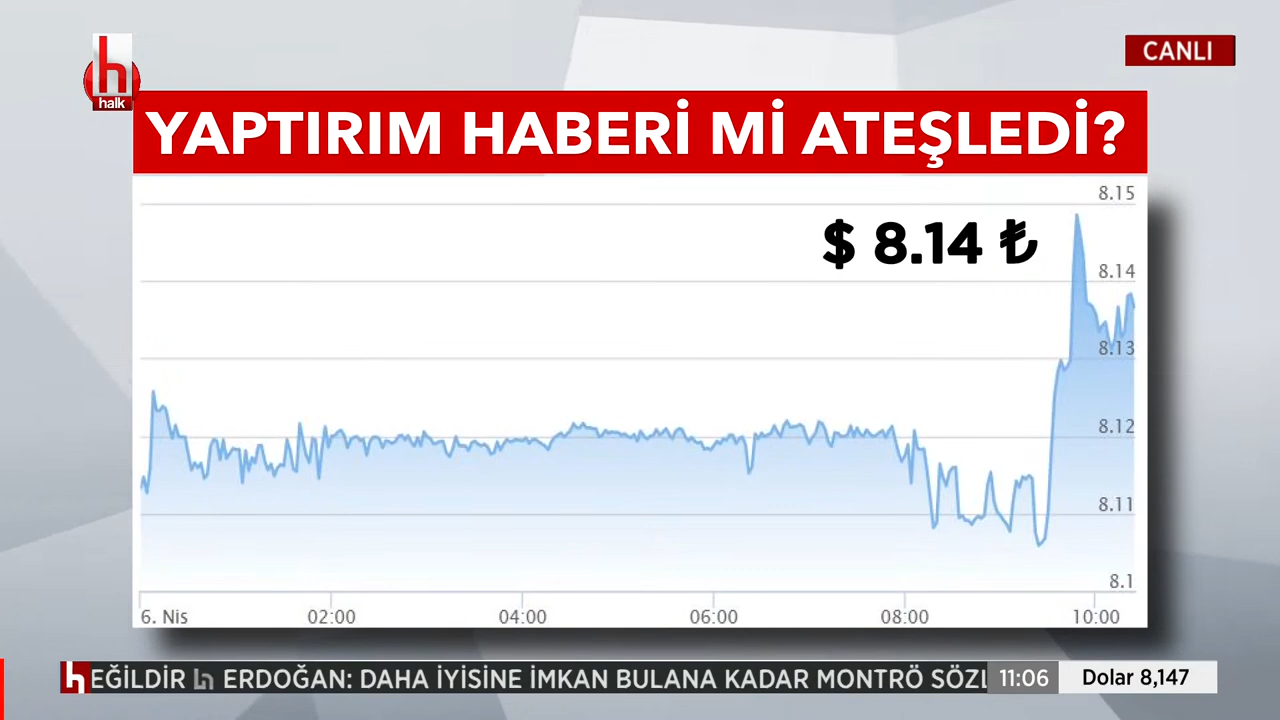 CANLI
halk
YAPTIRIM HABERİ Mİ ATEŞLEDİ?
8.15
$ 8.14 ₺
8.14
8.13
8.12
8.11
8.1
6. Nis 02:00 04:00 06:00 08:00 10:00
EĞİLDİR ERDOĞAN: DAHA İYİSİNE İMKAN BULANA KADAR MONTRÖ SÖZL 11:06 Dolar 8,147